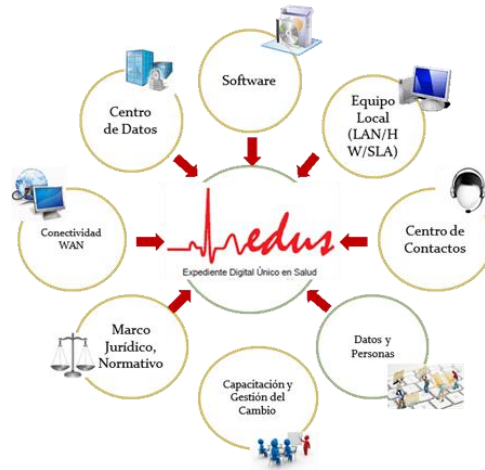 Software
Centro
de Datos
Equipo
Local
(LAN/H
W/SLA)
Conectividad
WAN
edus
Expediente Digital Único en Salud
Centro de
Contactos
Marco
Jurídico,
Normativo
Datos y
Personas
Capacitación y
Gestión del
Cambio